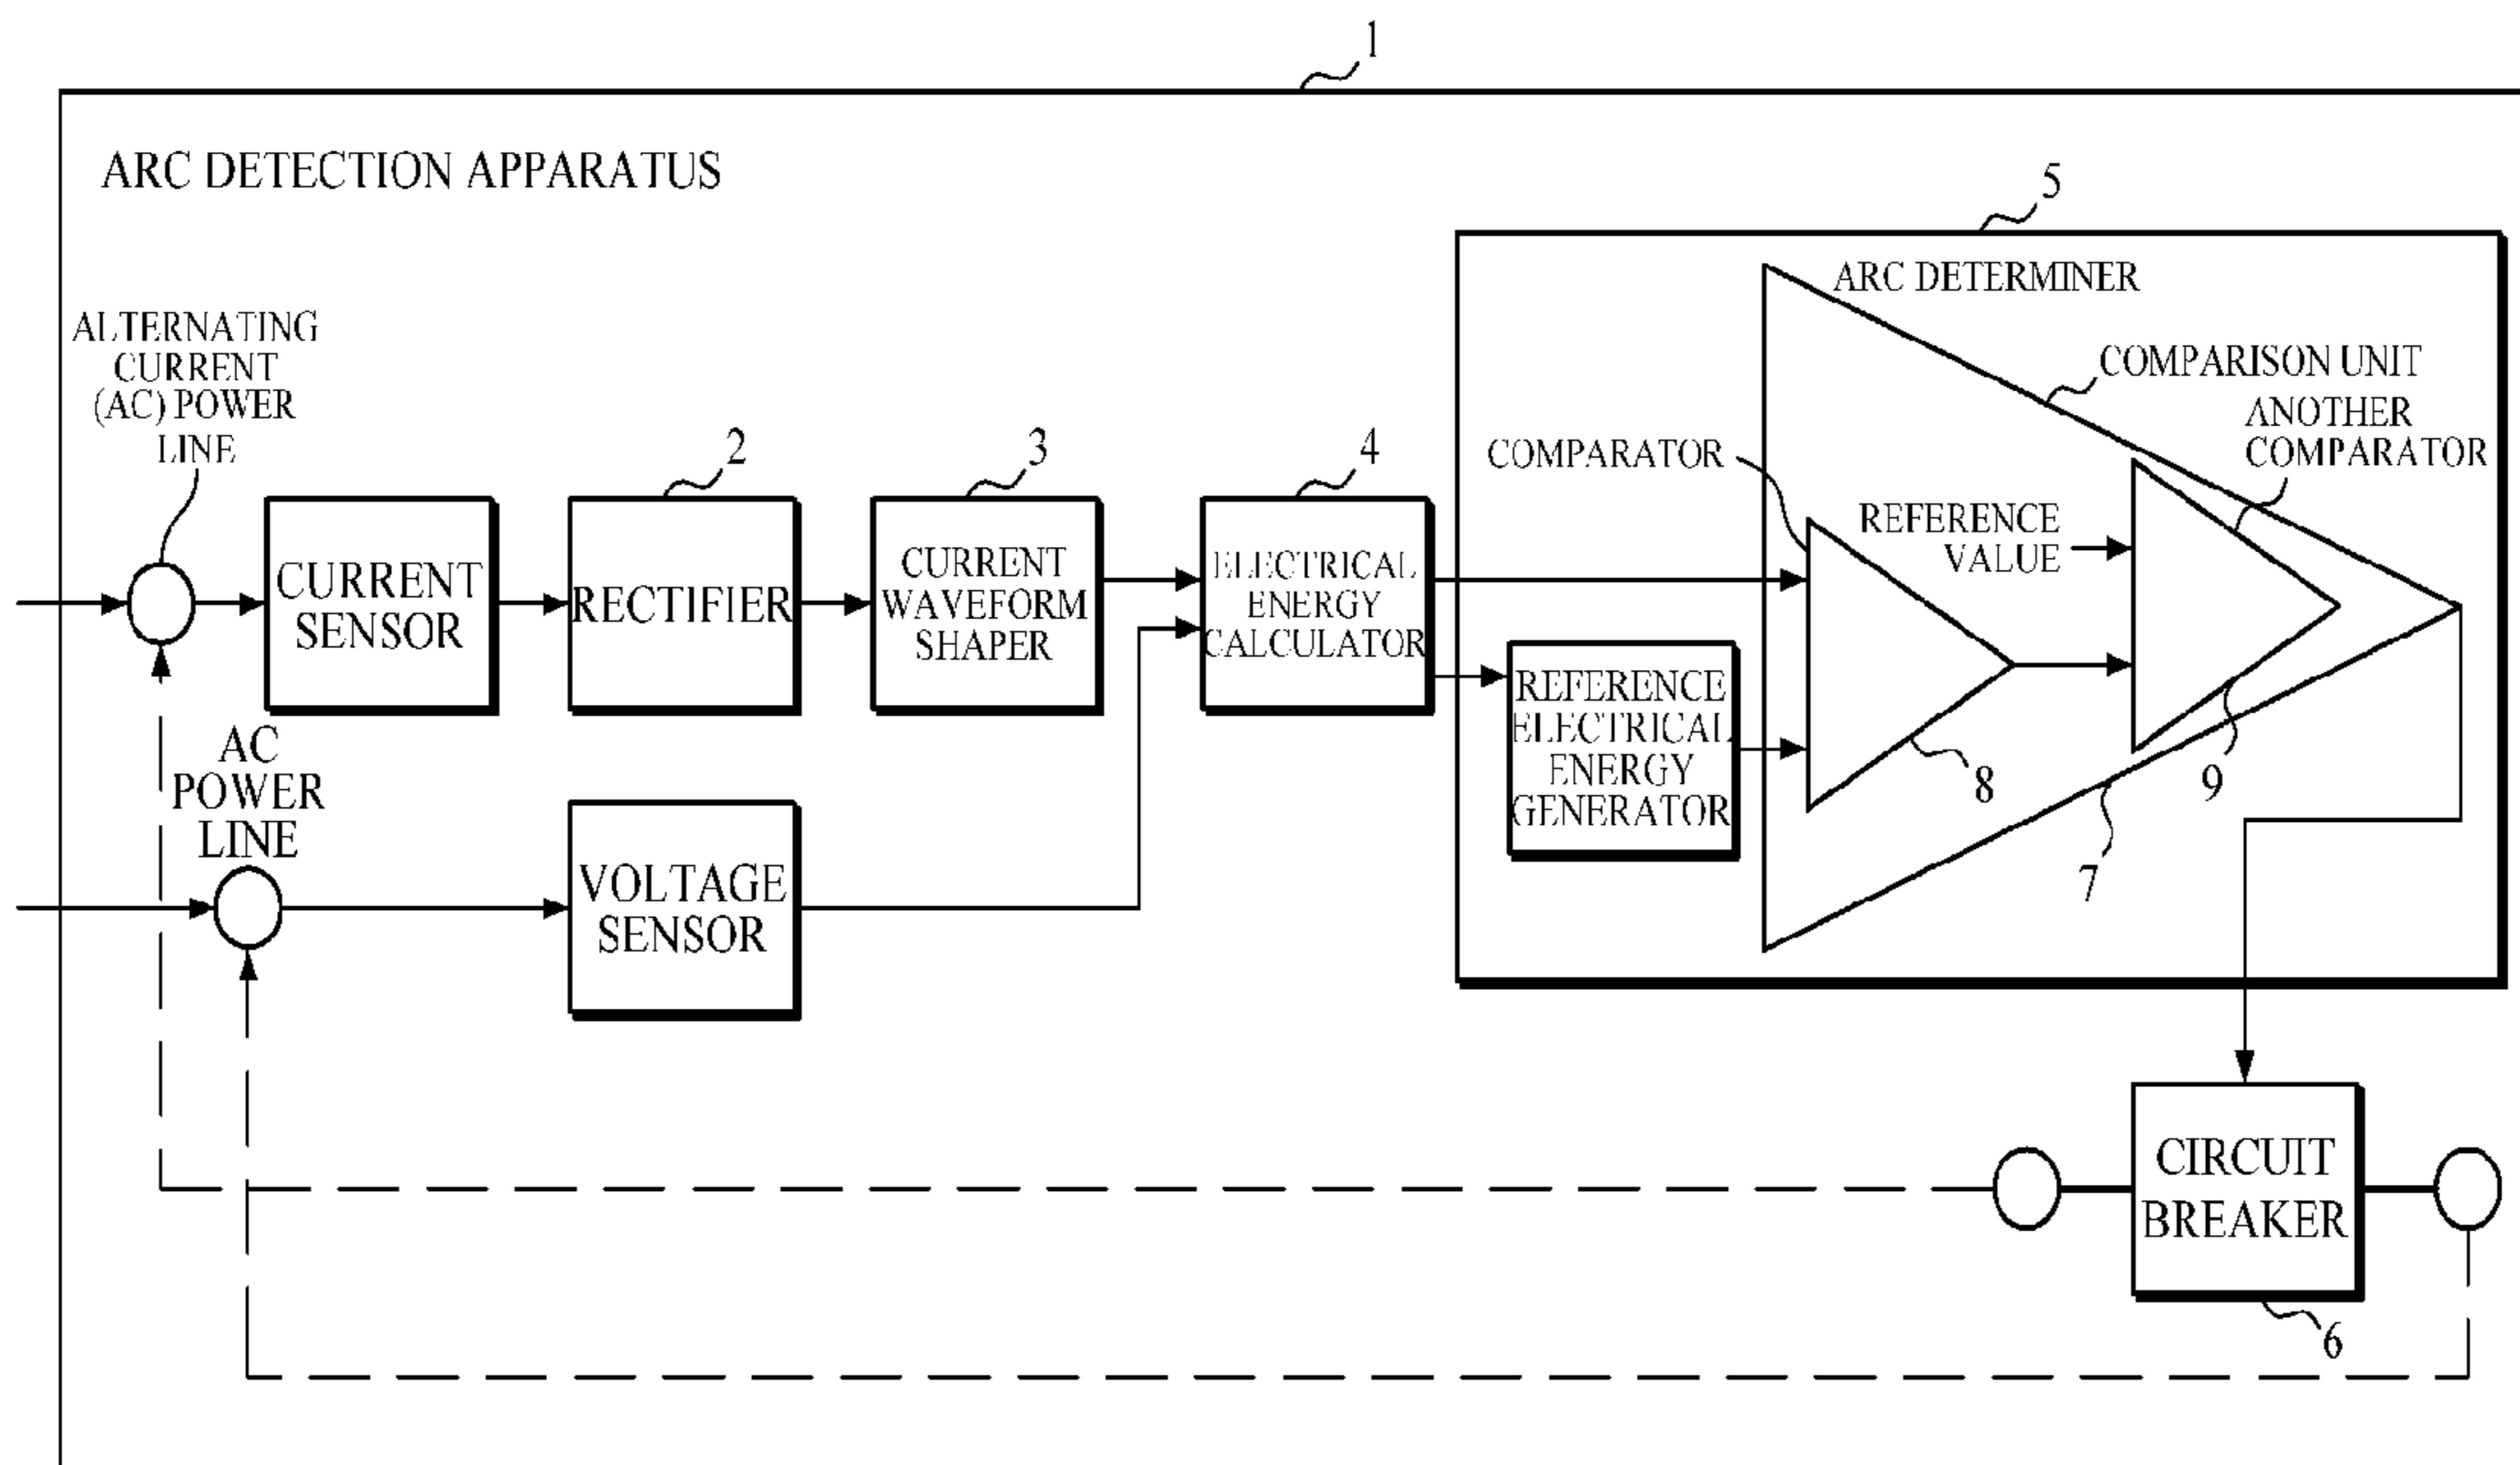 1
ARC DETECTION APPARATUS
5
ARC DETERMINER
ALTERNATING
CURRENT
(AC) POWER
LINE
COMPARISON UNIT
ANOTHER
COMPARATOR
COMPARATOR
2
3
4
CURRENT
SENSOR
RECTIFIER
CURRENT
WAVEFORM
SHAPER
ELECTRICAL
ENERGY
CALCULATOR
REFERENCE
VALUE
REFERENCE
ELECTRICAL
ENERGY
GENERATOR
8
9
7
AC
POWER
LINE
VOLTAGE
SENSOR
CIRCUIT
BREAKER
6